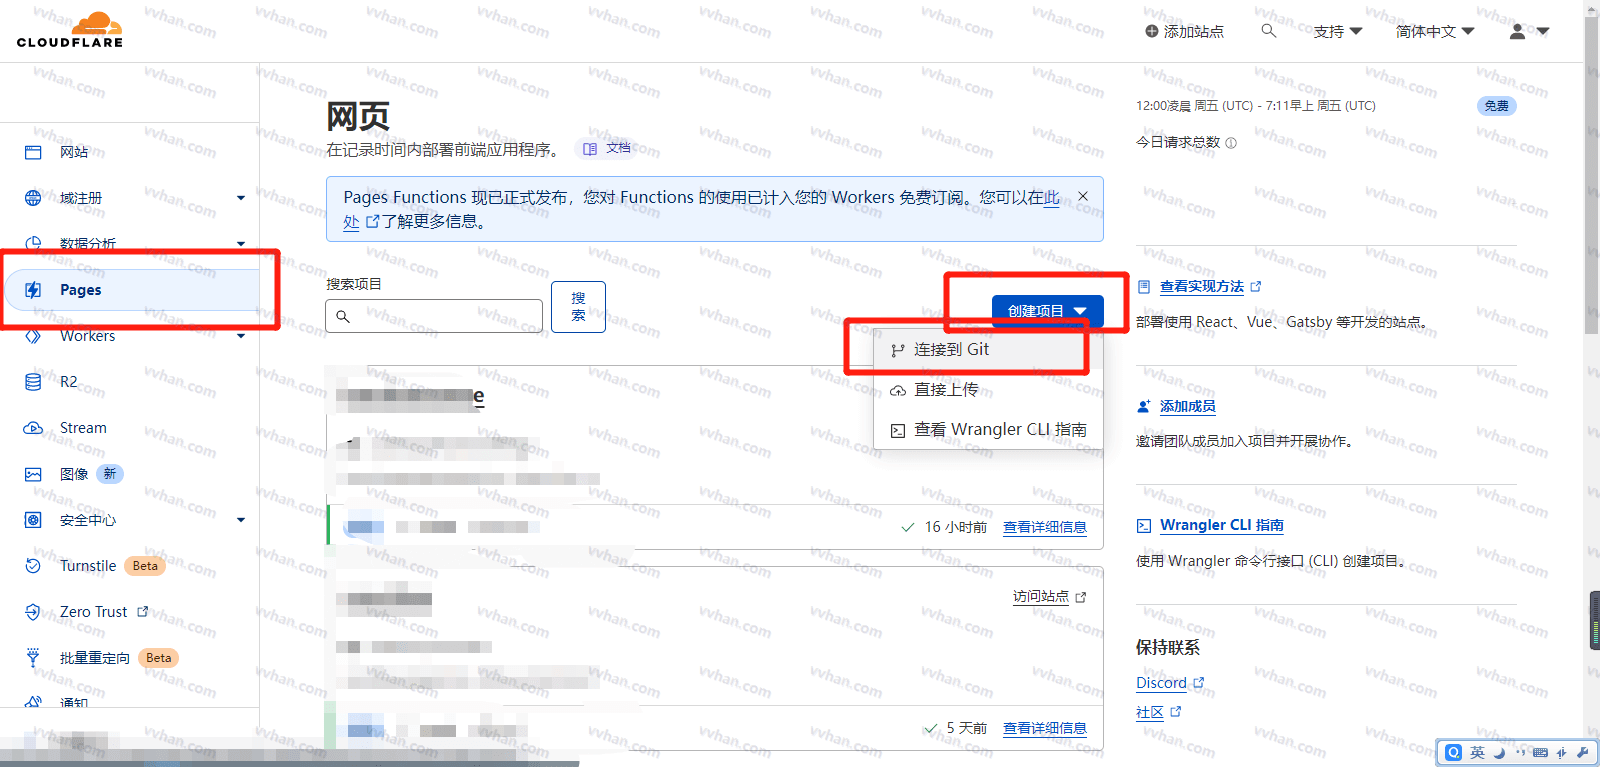 CLOUDFLARE
添加站点
支持
简体中文
网站
域注册
数据分析
Pages
Workers
R2
Stream
图像 新
安全中心
Turnstile Beta
Zero Trust
批量重定向 Beta
通知
网页
在记录时间内部署前端应用程序。 文档
Pages Functions 现已正式发布，您对 Functions 的使用已计入您的 Workers 免费订阅。您可以在此
处 了解更多信息。
搜索项目
搜
索
创建项目
连接到 Git
直接上传
查看 Wrangler CLI 指南
e
16 小时前 查看详细信息
访问站点
5 天前 查看详细信息
12:00凌晨 周五 (UTC) - 7:11早上 周五 (UTC) 免费
今日请求总数
查看实现方法
部署使用 React、Vue、Gatsby 等开发的站点。
添加成员
邀请团队成员加入项目并开展协作。
Wrangler CLI 指南
使用 Wrangler 命令行接口 (CLI) 创建项目。
保持联系
Discord
社区
英
vvhan.com